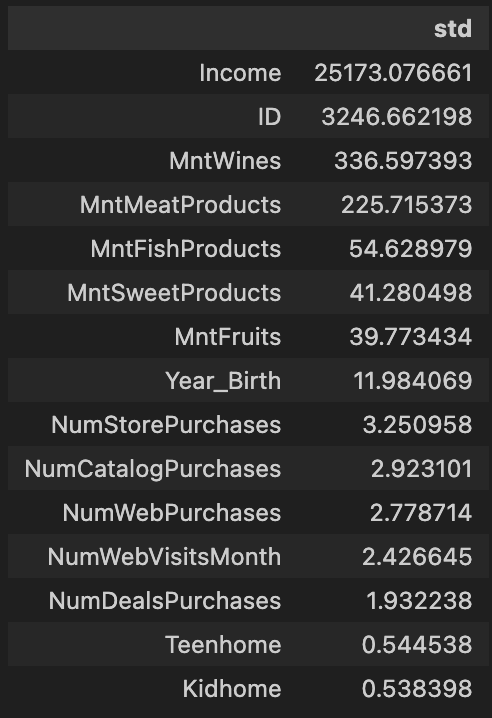 std
Income 25173.076661
ID 3246.662198
MntWines 336.597393
MntMeatProducts 225.715373
MntFishProducts 54.628979
MntSweetProducts 41.280498
MntFruits 39.773434
Year_Birth 11.984069
NumStorePurchases 3.250958
NumCatalogPurchases 2.923101
NumWebPurchases 2.778714
NumWebVisitsMonth 2.426645
NumDealsPurchases 1.932238
Teenhome 0.544538
Kidhome 0.538398